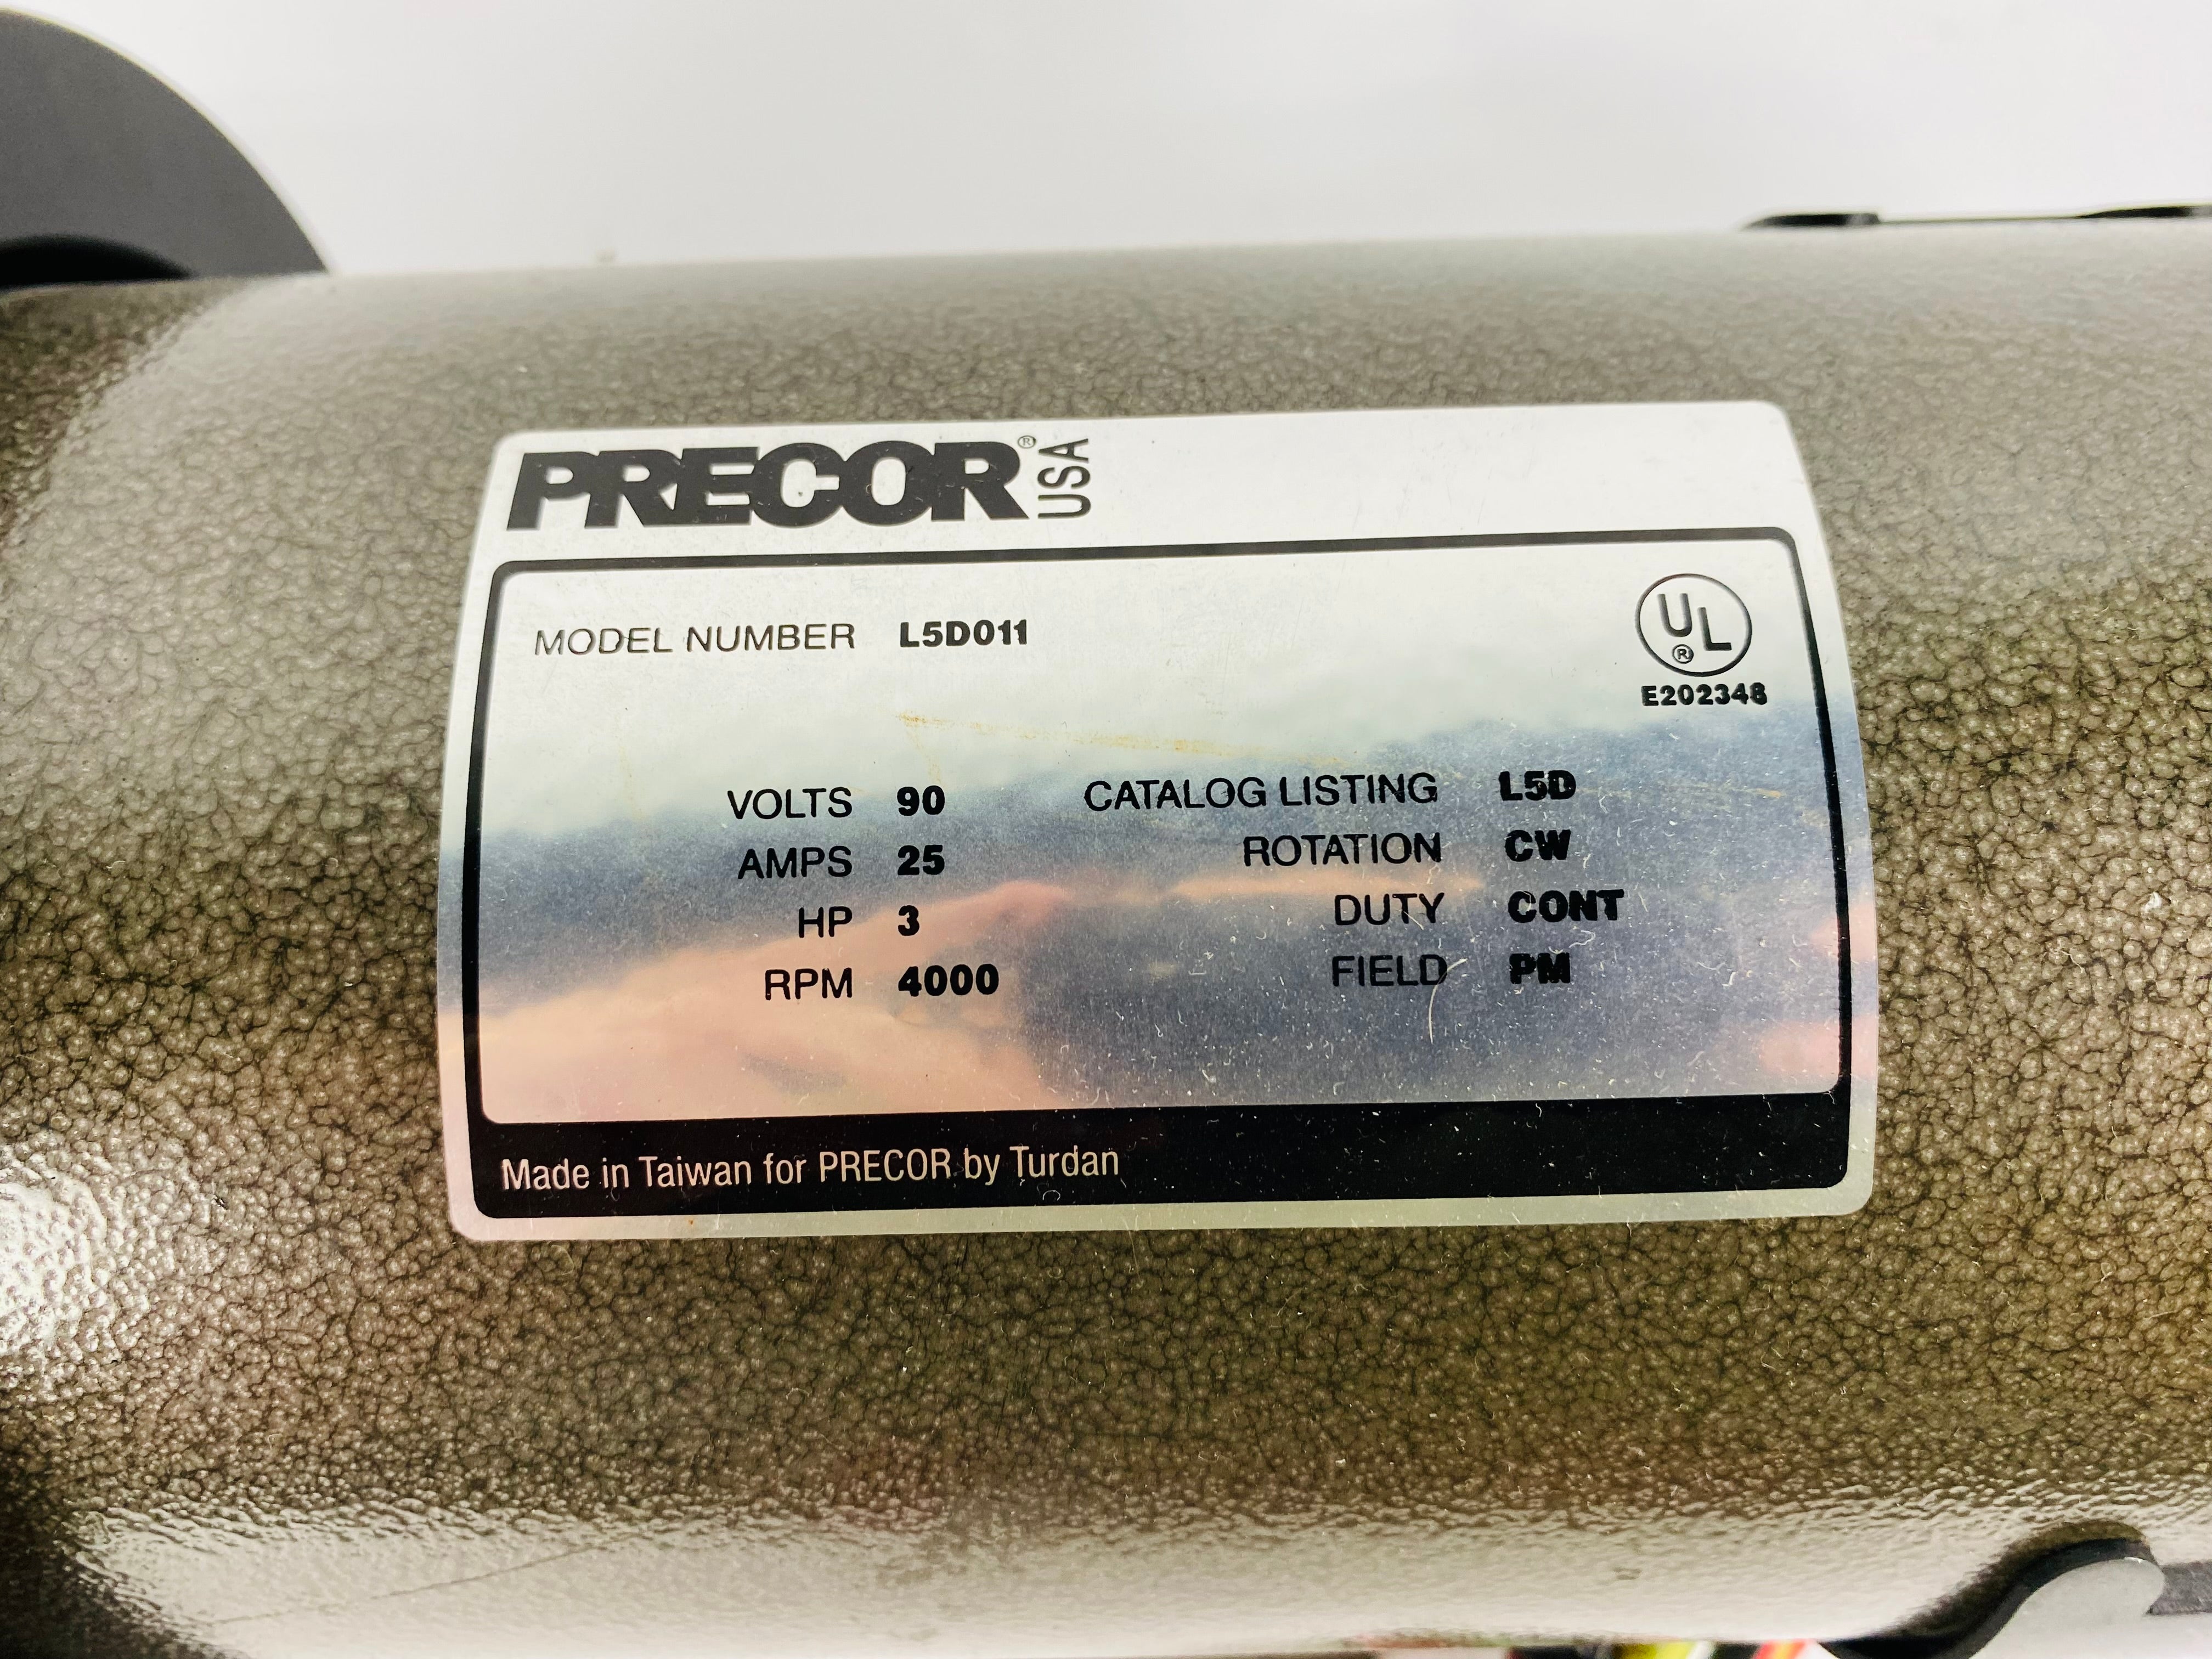 PRECOR® USA
MODEL NUMBER L5D011
UL®
E202348
VOLTS 90 CATALOG LISTING L5D
AMPS 25 ROTATION CW
HP 3 DUTY CONT
RPM 4000 FIELD PM
Made in Taiwan for PRECOR by Turdan